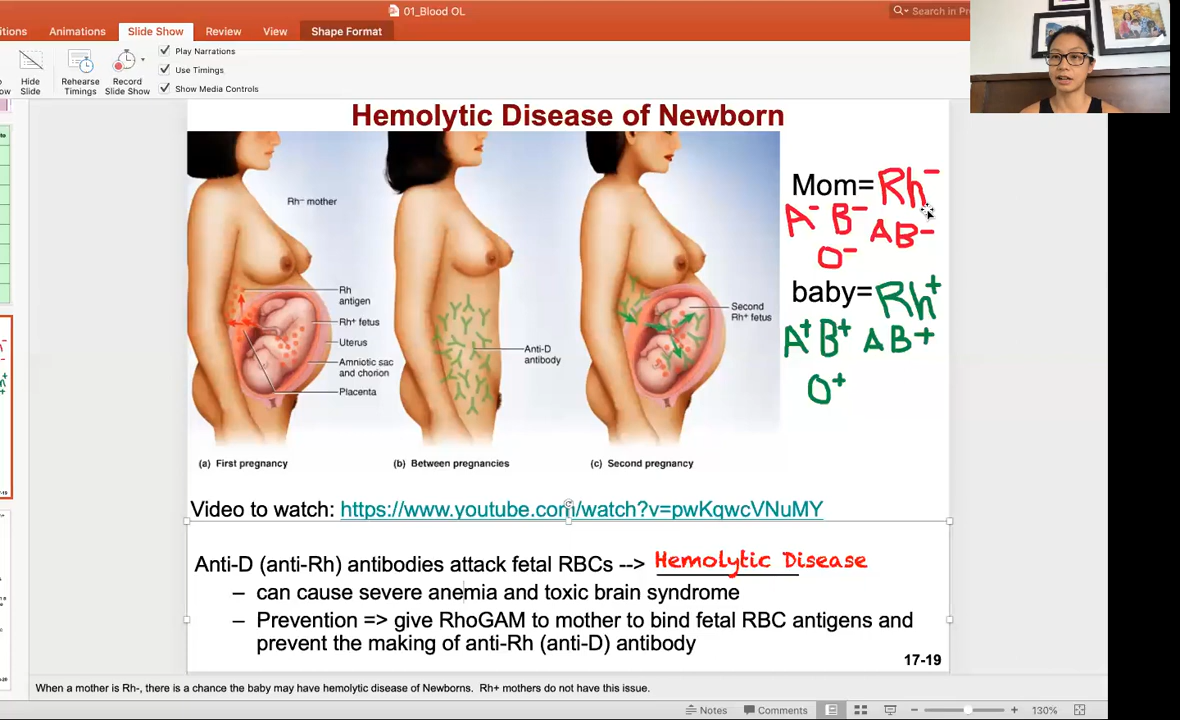 01_Blood OL
Search in Pr
itions Animations Slide Show Review View Shape Format
Play Narrations
Use Timings
Show Media Controls
Hide
Slide
Rehearse
Timings
Record
Slide Show
Hemolytic Disease of Newborn
Rh− mother
Rh
antigen
Rh+ fetus
Uterus
Amniotic sac
and chorion
Placenta
Anti-D
antibody
Second
Rh+ fetus
(a) First pregnancy
(b) Between pregnancies
(c) Second pregnancy
Mom= Rh−
A− B− AB−
O−
baby= Rh+
A+ B+ AB+
O+
Video to watch: https://www.youtube.com/watch?v=pwKqwcVNuMY
Anti-D (anti-Rh) antibodies attack fetal RBCs --> Hemolytic Disease
– can cause severe anemia and toxic brain syndrome
– Prevention => give RhoGAM to mother to bind fetal RBC antigens and
prevent the making of anti-Rh (anti-D) antibody
17-19
When a mother is Rh-, there is a chance the baby may have hemolytic disease of Newborns. Rh+ mothers do not have this issue.
Notes Comments 130%